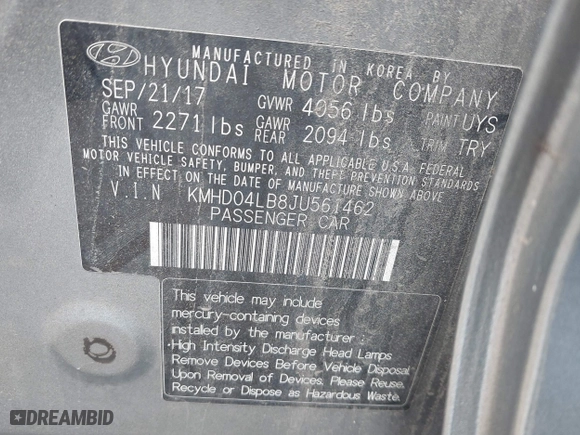 MANUFACTURED IN KOREA BY
HYUNDAI MOTOR COMPANY
SEP/21/17 GVWR 4056 lbs PAINT UYS
GAWR FRONT 2271 lbs GAWR REAR 2094 lbs TRIM TRY
THIS VEHICLE CONFORMS TO ALL APPLICABLE U.S.A. FEDERAL
MOTOR VEHICLE SAFETY, BUMPER, AND THEFT PREVENTION STANDARDS
IN EFFECT ON THE DATE OF MANUFACTURE SHOWN ABOVE
V.I.N KMHD04LB8JU561462
PASSENGER CAR
This vehicle may include
mercury-containing devices
installed by the manufacturer :
·High Intensity Discharge Head Lamps
Remove Devices Before Vehicle Disposal.
Upon Removal of Devices, Please Reuse,
Recycle or Dispose as Hazardous Waste.
DREAMBID